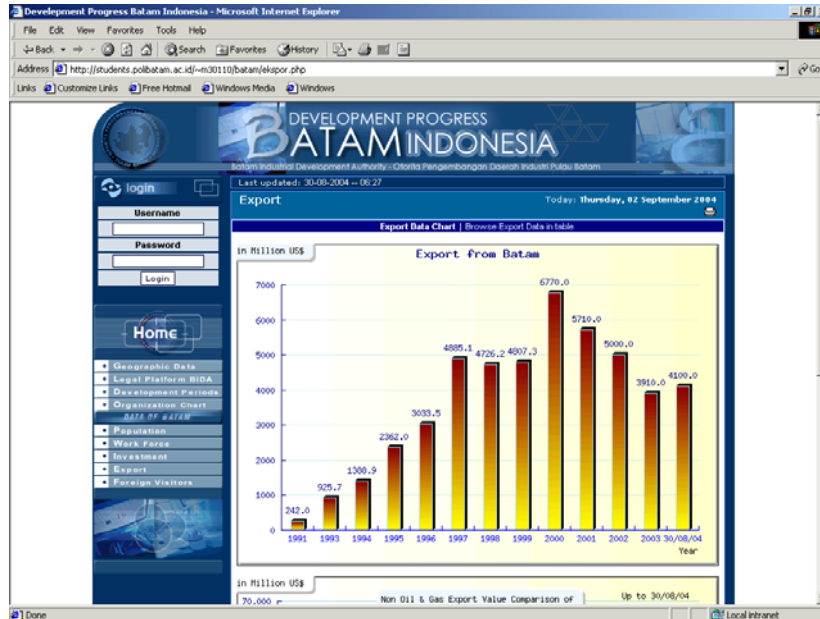 Develepment Progress Batam Indonesia - Microsoft Internet Explorer
File Edit View Favorites Tools Help
Back Search Favorites History
Address http://students.polibatam.ac.id/~m30110/batam/ekspor.php Go
Links Customize Links Free Hotmail Windows Media Windows
DEVELOPMENT PROGRESS
BATAM INDONESIA
Batam Industrial Development Authority - Otorita Pengembangan Daerah Industri Pulau Batam
login
Username
Password
Login
Home
Geographic Data
Legal Platform BIDA
Development Periods
Organization Chart
DATA OF BATAM
Population
Work Force
Investment
Export
Foreign Visitors
Last updated: 30-08-2004 -- 06:27
Export Today: Thursday, 02 September 2004
Export Data Chart | Browse Export Data in table
in Million US$
Export from Batam
7000
6000
5000
4000
3000
2000
1000
0
242.0
925.7
1388.9
2362.0
3033.5
4885.1
4726.2
4807.3
6770.0
5710.0
5000.0
3910.0
4100.0
1991 1993 1994 1995 1996 1997 1998 1999 2000 2001 2002 2003 30/08/04
Year
in Million US$
70.000 Non Oil & Gas Export Value Comparison of Up to 30/08/04
Done Local intranet